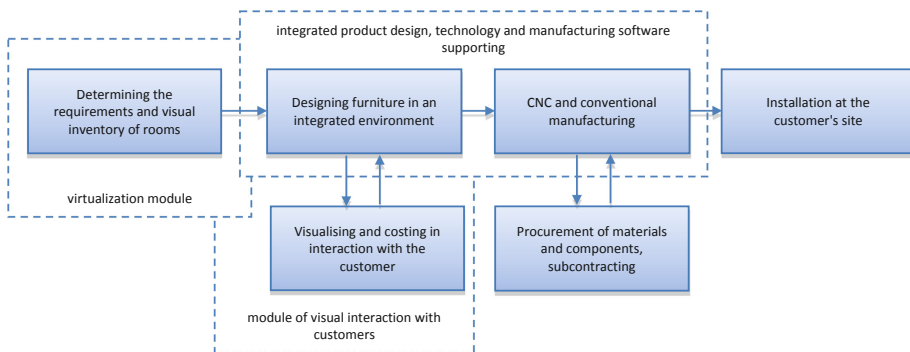 integrated product design, technology and manufacturing software
supporting
Determining the
requirements and visual
inventory of rooms
Designing furniture in an
integrated environment
CNC and conventional
manufacturing
Installation at the
customer's site
virtualization module
Visualising and costing in
interaction with the
customer
Procurement of materials
and components,
subcontracting
module of visual interaction with
customers